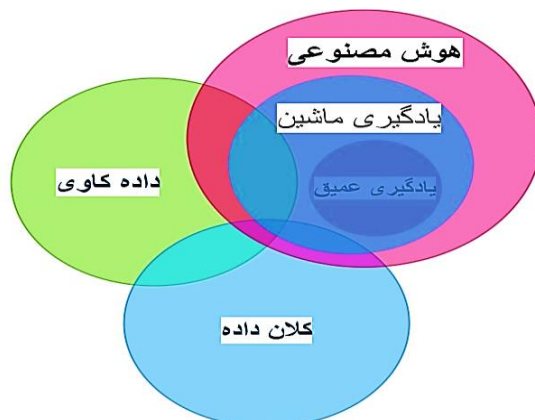 هوش مصنوعی
یادگیری ماشین
یادگیری عمیق
داده کاوی
کلان داده